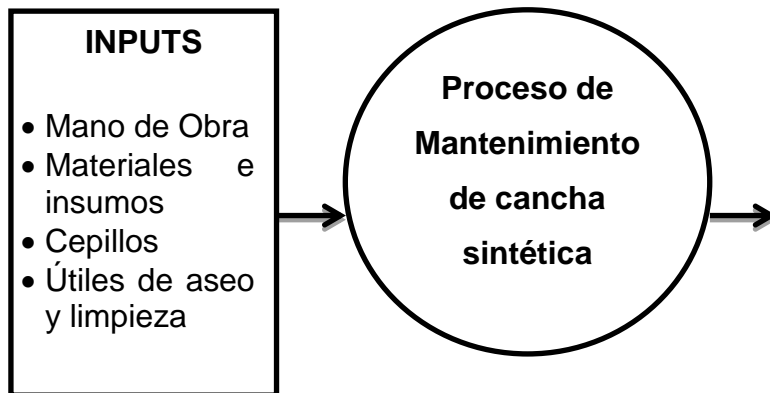 INPUTS
• Mano de Obra
• Materiales e
insumos
• Cepillos
• Útiles de aseo
y limpieza
Proceso de
Mantenimiento
de cancha
sintética